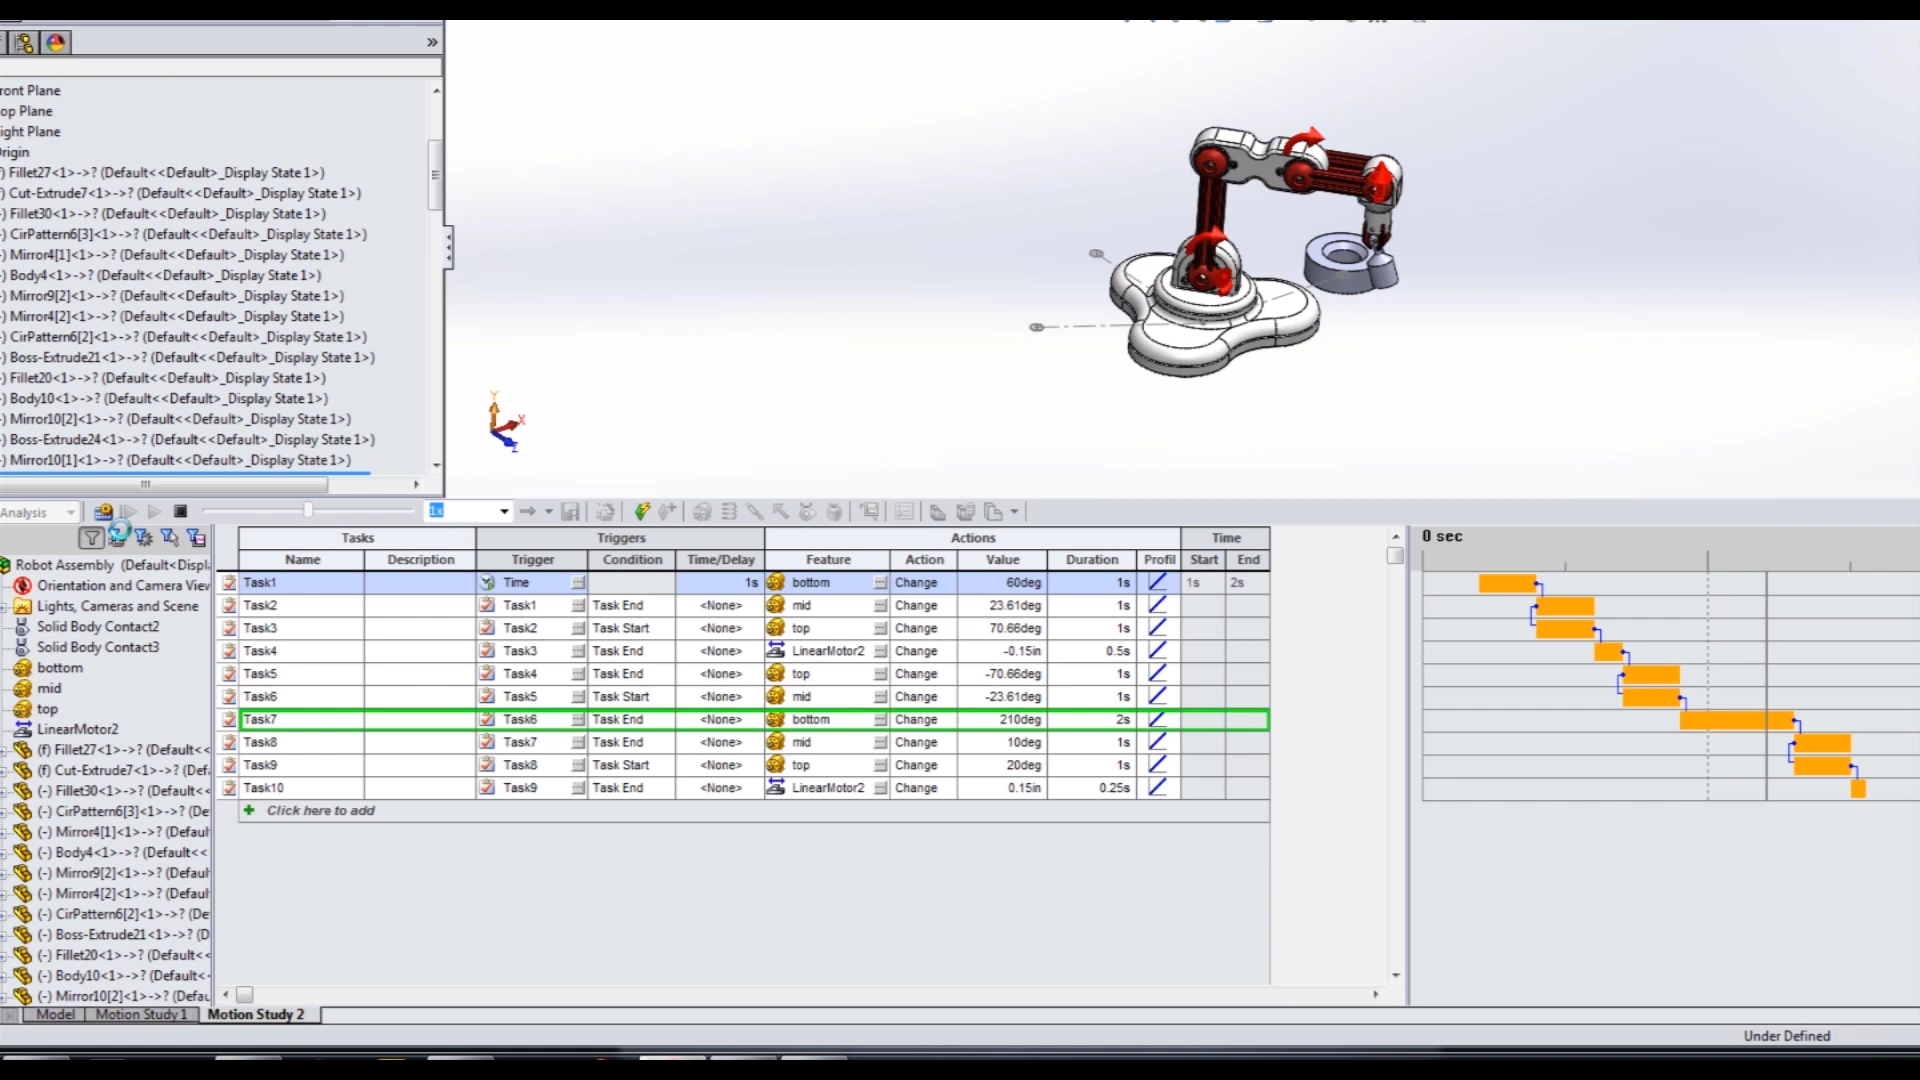 ront Plane
op Plane
ight Plane
rigin
f) Fillet27<1>->? (Default<<Default>_Display State 1>)
f) Cut-Extrude7<1>->? (Default<<Default>_Display State 1>)
-) Fillet30<1>->? (Default<<Default>_Display State 1>)
-) CirPattern6[3]<1>->? (Default<<Default>_Display State 1>)
-) Mirror4[1]<1>->? (Default<<Default>_Display State 1>)
-) Body4<1>->? (Default<<Default>_Display State 1>)
-) Mirror9[2]<1>->? (Default<<Default>_Display State 1>)
-) Mirror4[2]<1>->? (Default<<Default>_Display State 1>)
-) CirPattern6[2]<1>->? (Default<<Default>_Display State 1>)
-) Boss-Extrude21<1>->? (Default<<Default>_Display State 1>)
-) Fillet20<1>->? (Default<<Default>_Display State 1>)
-) Body10<1>->? (Default<<Default>_Display State 1>)
-) Mirror10[2]<1>->? (Default<<Default>_Display State 1>)
-) Boss-Extrude24<1>->? (Default<<Default>_Display State 1>)
-) Mirror10[1]<1>->? (Default<<Default>_Display State 1>)
Y
X
Z
Analysis
1x
Robot Assembly (Default<Displ
Orientation and Camera View
Lights, Cameras and Scene
Solid Body Contact2
Solid Body Contact3
bottom
mid
top
LinearMotor2
(f) Fillet27<1>->? (Default<<
(f) Cut-Extrude7<1>->? (Def
(-) Fillet30<1>->? (Default<<
(-) CirPattern6[3]<1>->? (De
(-) Mirror4[1]<1>->? (Defaul
(-) Body4<1>->? (Default<<
(-) Mirror9[2]<1>->? (Defaul
(-) Mirror4[2]<1>->? (Defaul
(-) CirPattern6[2]<1>->? (De
(-) Boss-Extrude21<1>->? (D
(-) Fillet20<1>->? (Default<<
(-) Body10<1>->? (Default<<
(-) Mirror10[2]<1>->? (Defau
Tasks Triggers Actions Time
Name Description Trigger Condition Time/Delay Feature Action Value Duration Profil Start End
Task1 Time 1s bottom Change 60deg 1s 1s 2s
Task2 Task1 Task End <None> mid Change 23.61deg 1s
Task3 Task2 Task Start <None> top Change 70.66deg 1s
Task4 Task3 Task End <None> LinearMotor2 Change -0.15in 0.5s
Task5 Task4 Task End <None> top Change -70.66deg 1s
Task6 Task5 Task Start <None> mid Change -23.61deg 1s
Task7 Task6 Task End <None> bottom Change 210deg 2s
Task8 Task7 Task End <None> mid Change 10deg 1s
Task9 Task8 Task Start <None> top Change 20deg 1s
Task10 Task9 Task End <None> LinearMotor2 Change 0.15in 0.25s
Click here to add
0 sec
Model Motion Study 1 Motion Study 2
Under Defined